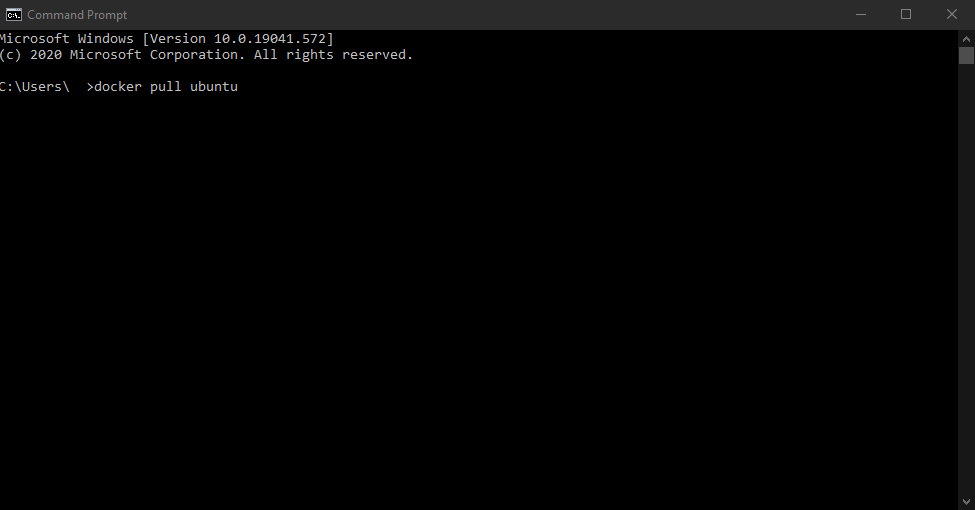 Command Prompt
Microsoft Windows [Version 10.0.19041.572]
(c) 2020 Microsoft Corporation. All rights reserved.
C:\Users\  >docker pull ubuntu